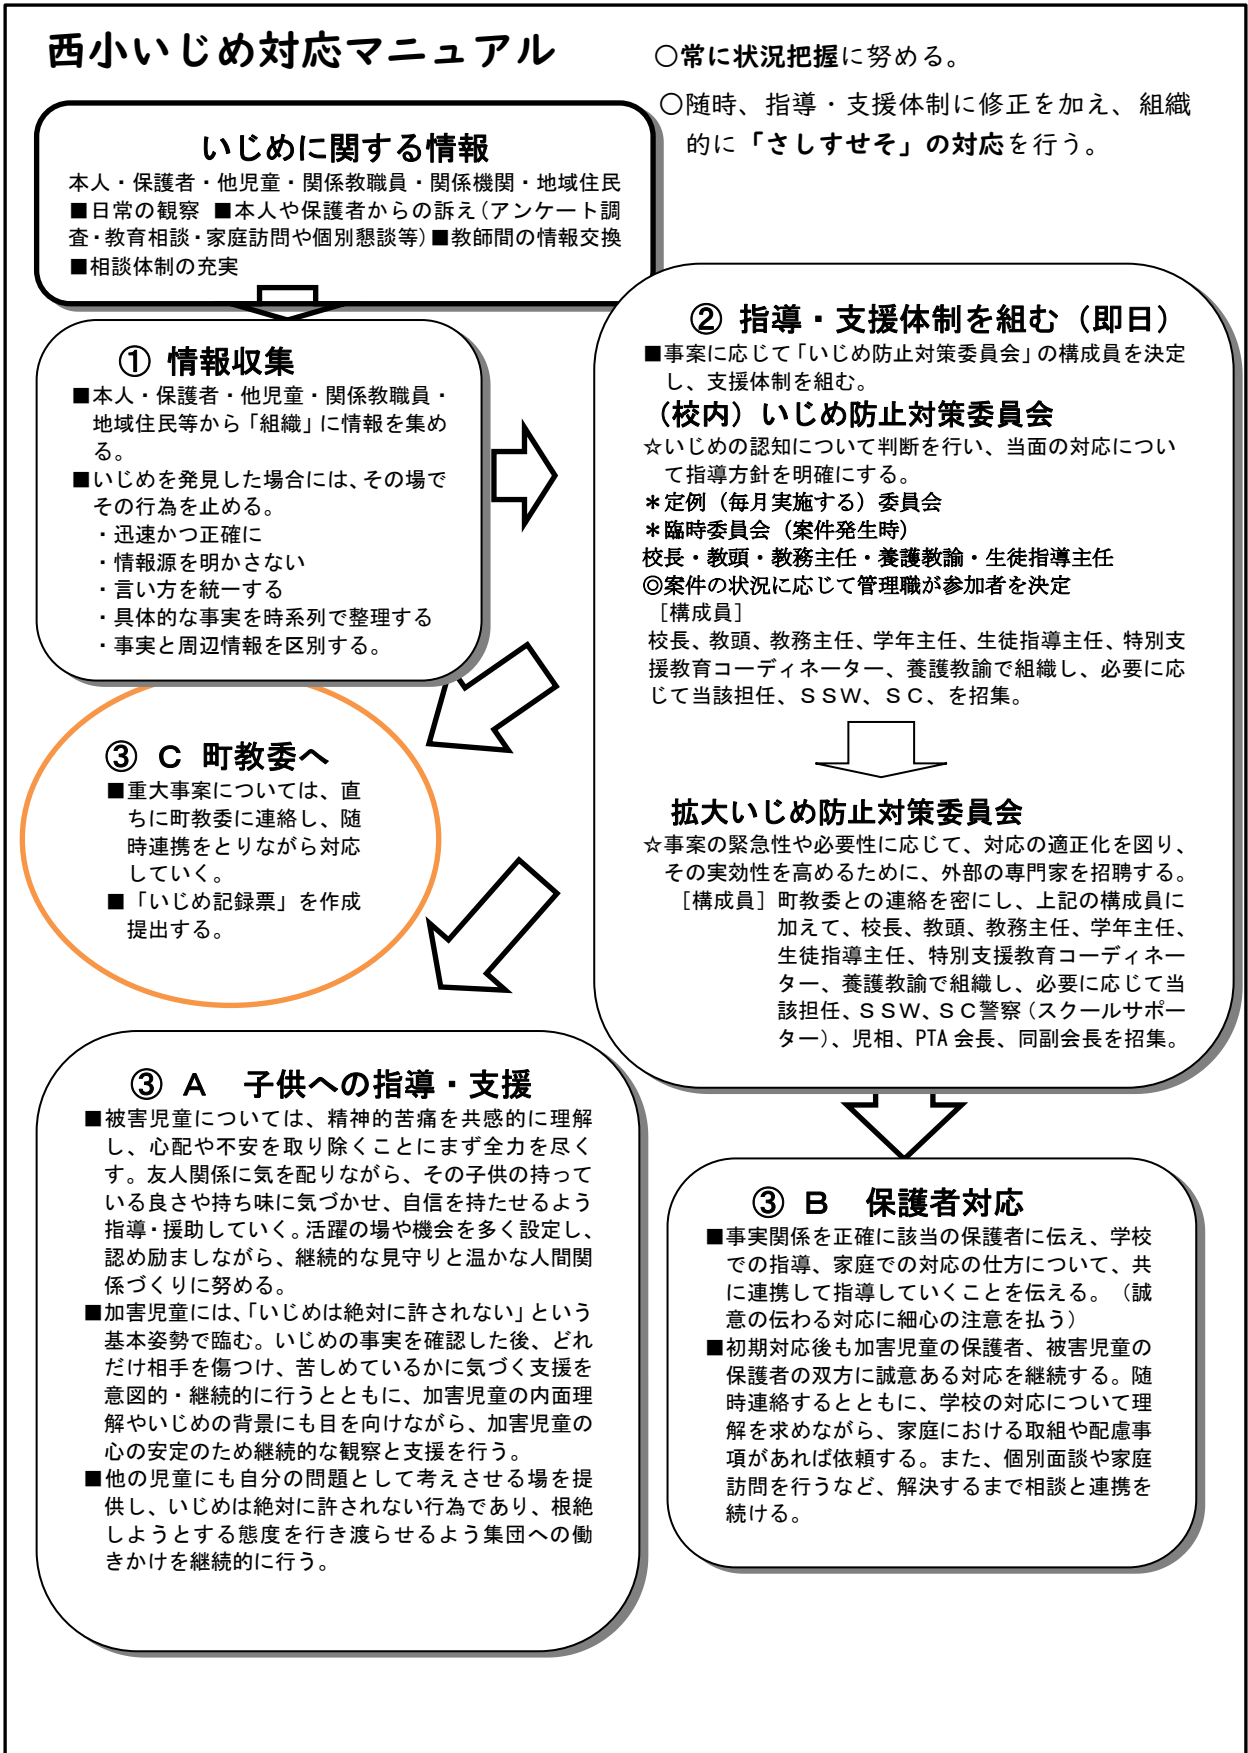 西小いじめ対応マニュアル
○常に状況把握に努める。
○随時、指導・支援体制に修正を加え、組織
的に「さしすせそ」の対応を行う。
いじめに関する情報
本人・保護者・他児童・関係教職員・関係機関・地域住民
■日常の観察 ■本人や保護者からの訴え（アンケート調
査・教育相談・家庭訪問や個別懇談等）■教師間の情報交換
■相談体制の充実
① 情報収集
■本人・保護者・他児童・関係教職員・
地域住民等から「組織」に情報を集め
る。
■いじめを発見した場合には、その場で
その行為を止める。
・迅速かつ正確に
・情報源を明かさない
・言い方を統一する
・具体的な事実を時系列で整理する
・事実と周辺情報を区別する。
② 指導・支援体制を組む（即日）
■事案に応じて「いじめ防止対策委員会」の構成員を決定
し、支援体制を組む。
（校内）いじめ防止対策委員会
☆いじめの認知について判断を行い、当面の対応につい
て指導方針を明確にする。
＊定例（毎月実施する）委員会
＊臨時委員会（案件発生時）
校長・教頭・教務主任・養護教諭・生徒指導主任
◎案件の状況に応じて管理職が参加者を決定
［構成員］
校長、教頭、教務主任、学年主任、生徒指導主任、特別支
援教育コーディネーター、養護教諭で組織し、必要に応
じて当該担任、ＳＳＷ、ＳＣ、を招集。
拡大いじめ防止対策委員会
☆事案の緊急性や必要性に応じて、対応の適正化を図り、
その実効性を高めるために、外部の専門家を招聘する。
［構成員］町教委との連絡を密にし、上記の構成員に
加えて、校長、教頭、教務主任、学年主任、
生徒指導主任、特別支援教育コーディネー
ター、養護教諭で組織し、必要に応じて当
該担任、ＳＳＷ、ＳＣ警察（スクールサポー
ター）、児相、PTA 会長、同副会長を招集。
③ Ｃ 町教委へ
■重大事案については、直
ちに町教委に連絡し、随
時連携をとりながら対応
していく。
■「いじめ記録票」を作成
提出する。
③ Ａ　子供への指導・支援
■被害児童については、精神的苦痛を共感的に理解
し、心配や不安を取り除くことにまず全力を尽く
す。友人関係に気を配りながら、その子供の持って
いる良さや持ち味に気づかせ、自信を持たせるよう
指導・援助していく。活躍の場や機会を多く設定し、
認め励ましながら、継続的な見守りと温かな人間関
係づくりに努める。
■加害児童には、「いじめは絶対に許されない」という
基本姿勢で臨む。いじめの事実を確認した後、どれ
だけ相手を傷つけ、苦しめているかに気づく支援を
意図的・継続的に行うとともに、加害児童の内面理
解やいじめの背景にも目を向けながら、加害児童の
心の安定のため継続的な観察と支援を行う。
■他の児童にも自分の問題として考えさせる場を提
供し、いじめは絶対に許されない行為であり、根絶
しようとする態度を行き渡らせるよう集団への働
きかけを継続的に行う。
③ Ｂ　保護者対応
■事実関係を正確に該当の保護者に伝え、学校
での指導、家庭での対応の仕方について、共
に連携して指導していくことを伝える。（誠
意の伝わる対応に細心の注意を払う）
■初期対応後も加害児童の保護者、被害児童の
保護者の双方に誠意ある対応を継続する。随
時連絡するとともに、学校の対応について理
解を求めながら、家庭における取組や配慮事
項があれば依頼する。また、個別面談や家庭
訪問を行うなど、解決するまで相談と連携を
続ける。